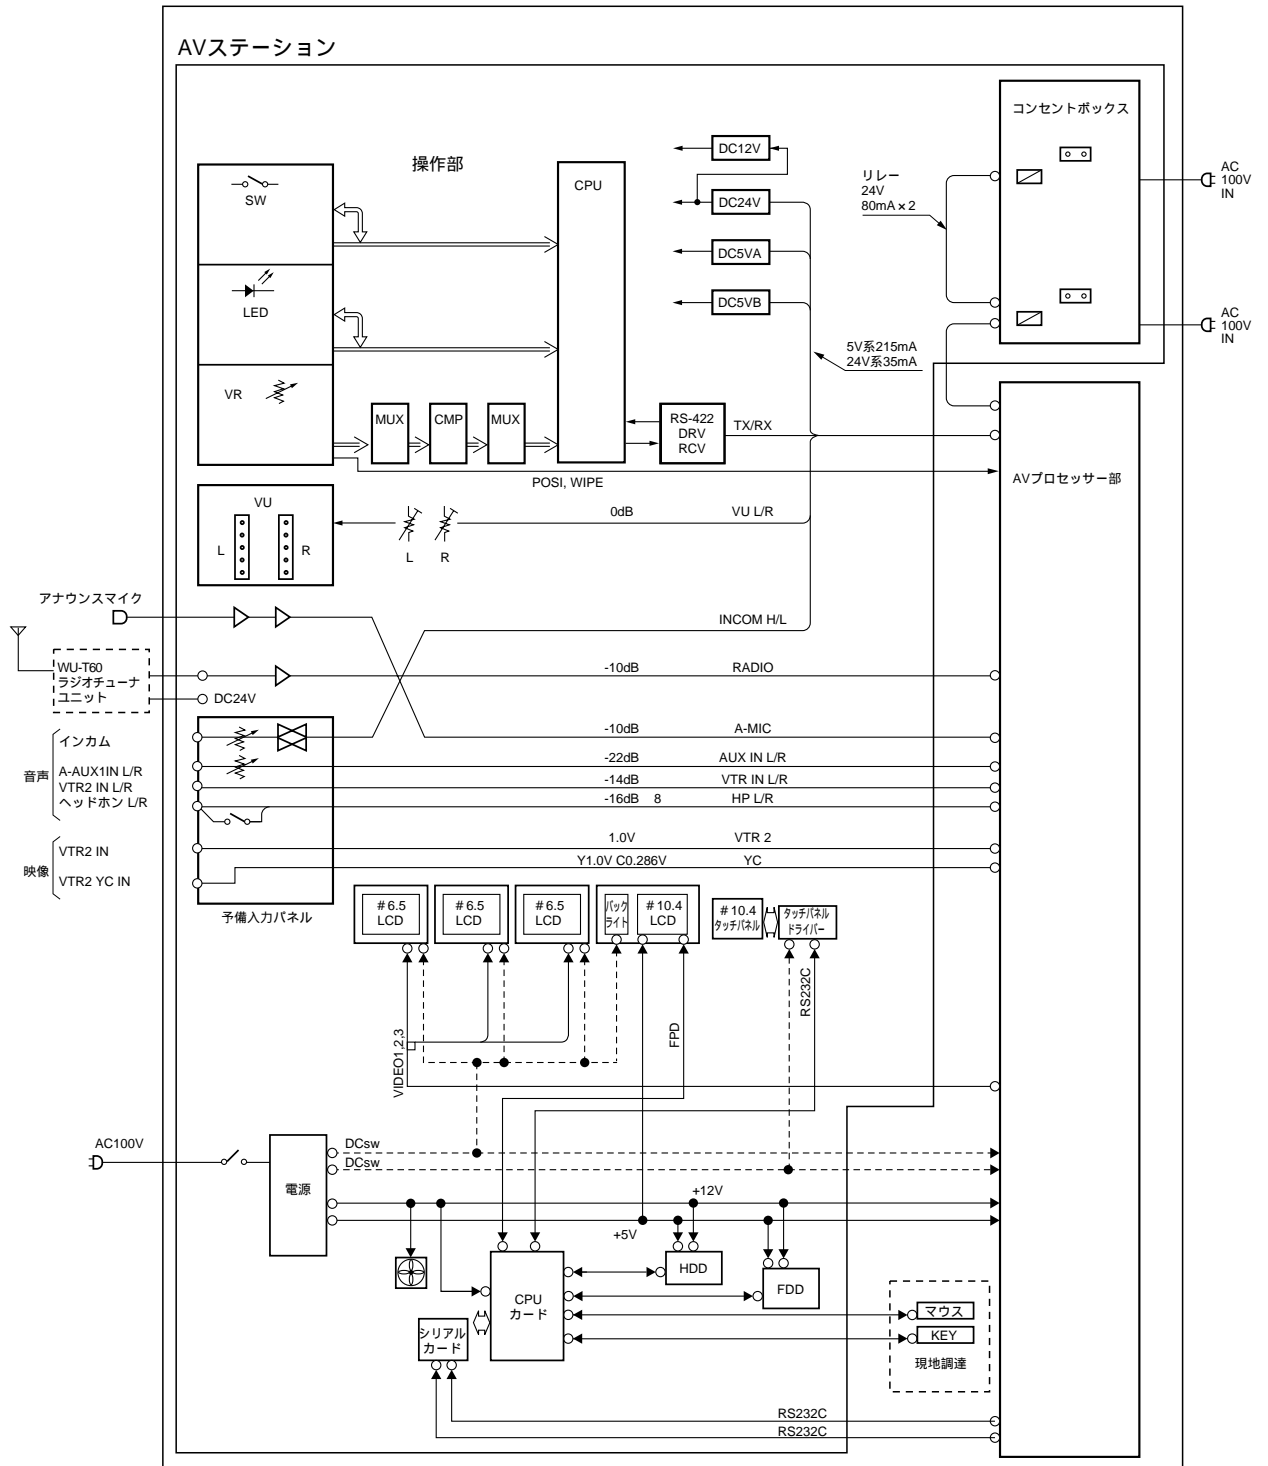 AVステーション
コンセントボックス
AC
100V
IN
AC
100V
IN
リレー
24V
80mA×2
操作部
SW
LED
VR
MUX
CMP
MUX
CPU
DC12V
DC24V
DC5VA
DC5VB
5V系215mA
24V系35mA
RS-422
DRV
RCV
TX/RX
POSI, WIPE
AVプロセッサー部
VU
L
R
L
R
0dB
VU L/R
アナウンスマイク
INCOM H/L
WU-T60
ラジオチューナ
ユニット
DC24V
-10dB
RADIO
音声
インカム
A-AUX1IN L/R
VTR2 IN L/R
ヘッドホン L/R
-10dB
A-MIC
-22dB
AUX IN L/R
-14dB
VTR IN L/R
-16dB
8
HP L/R
映像
VTR2 IN
VTR2 YC IN
1.0V
VTR 2
Y1.0V C0.286V
YC
予備入力パネル
#6.5
LCD
#6.5
LCD
#6.5
LCD
バック
ライト
#10.4
LCD
#10.4
タッチパネル
タッチパネル
ドライバー
VIDEO1,2,3
FPD
RS232C
AC100V
電源
DCsw
DCsw
+12V
+5V
CPU
カード
HDD
FDD
シリアル
カード
マウス
KEY
現地調達
RS232C
RS232C